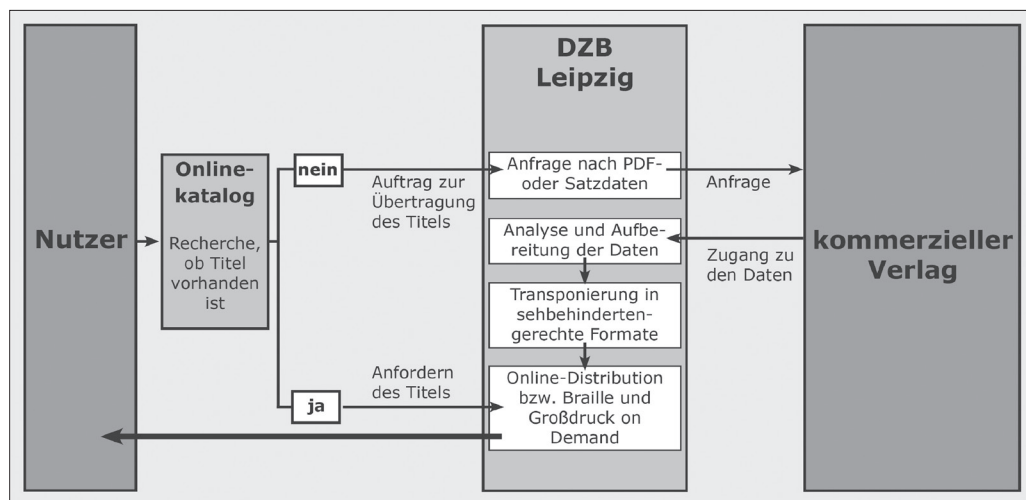 Nutzer
Online-
katalog
Recherche,
ob Titel
vorhanden
ist
nein
Auftrag zur
Übertragung
des Titels
ja
Anfordern
des Titels
DZB
Leipzig
Anfrage nach PDF-
oder Satzdaten
Analyse und Aufbe-
reitung der Daten
Transponierung in
sehbehinderten-
gerechte Formate
Online-Distribution
bzw. Braille und
Großdruck on
Demand
Anfrage
Zugang zu
den Daten
kommerzieller
Verlag